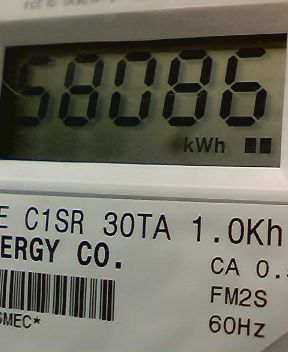 58086
kWh
E C1SR 30TA 1.0Kh
ERGY CO.
CA 0.
FM2S
60Hz
SMEC*